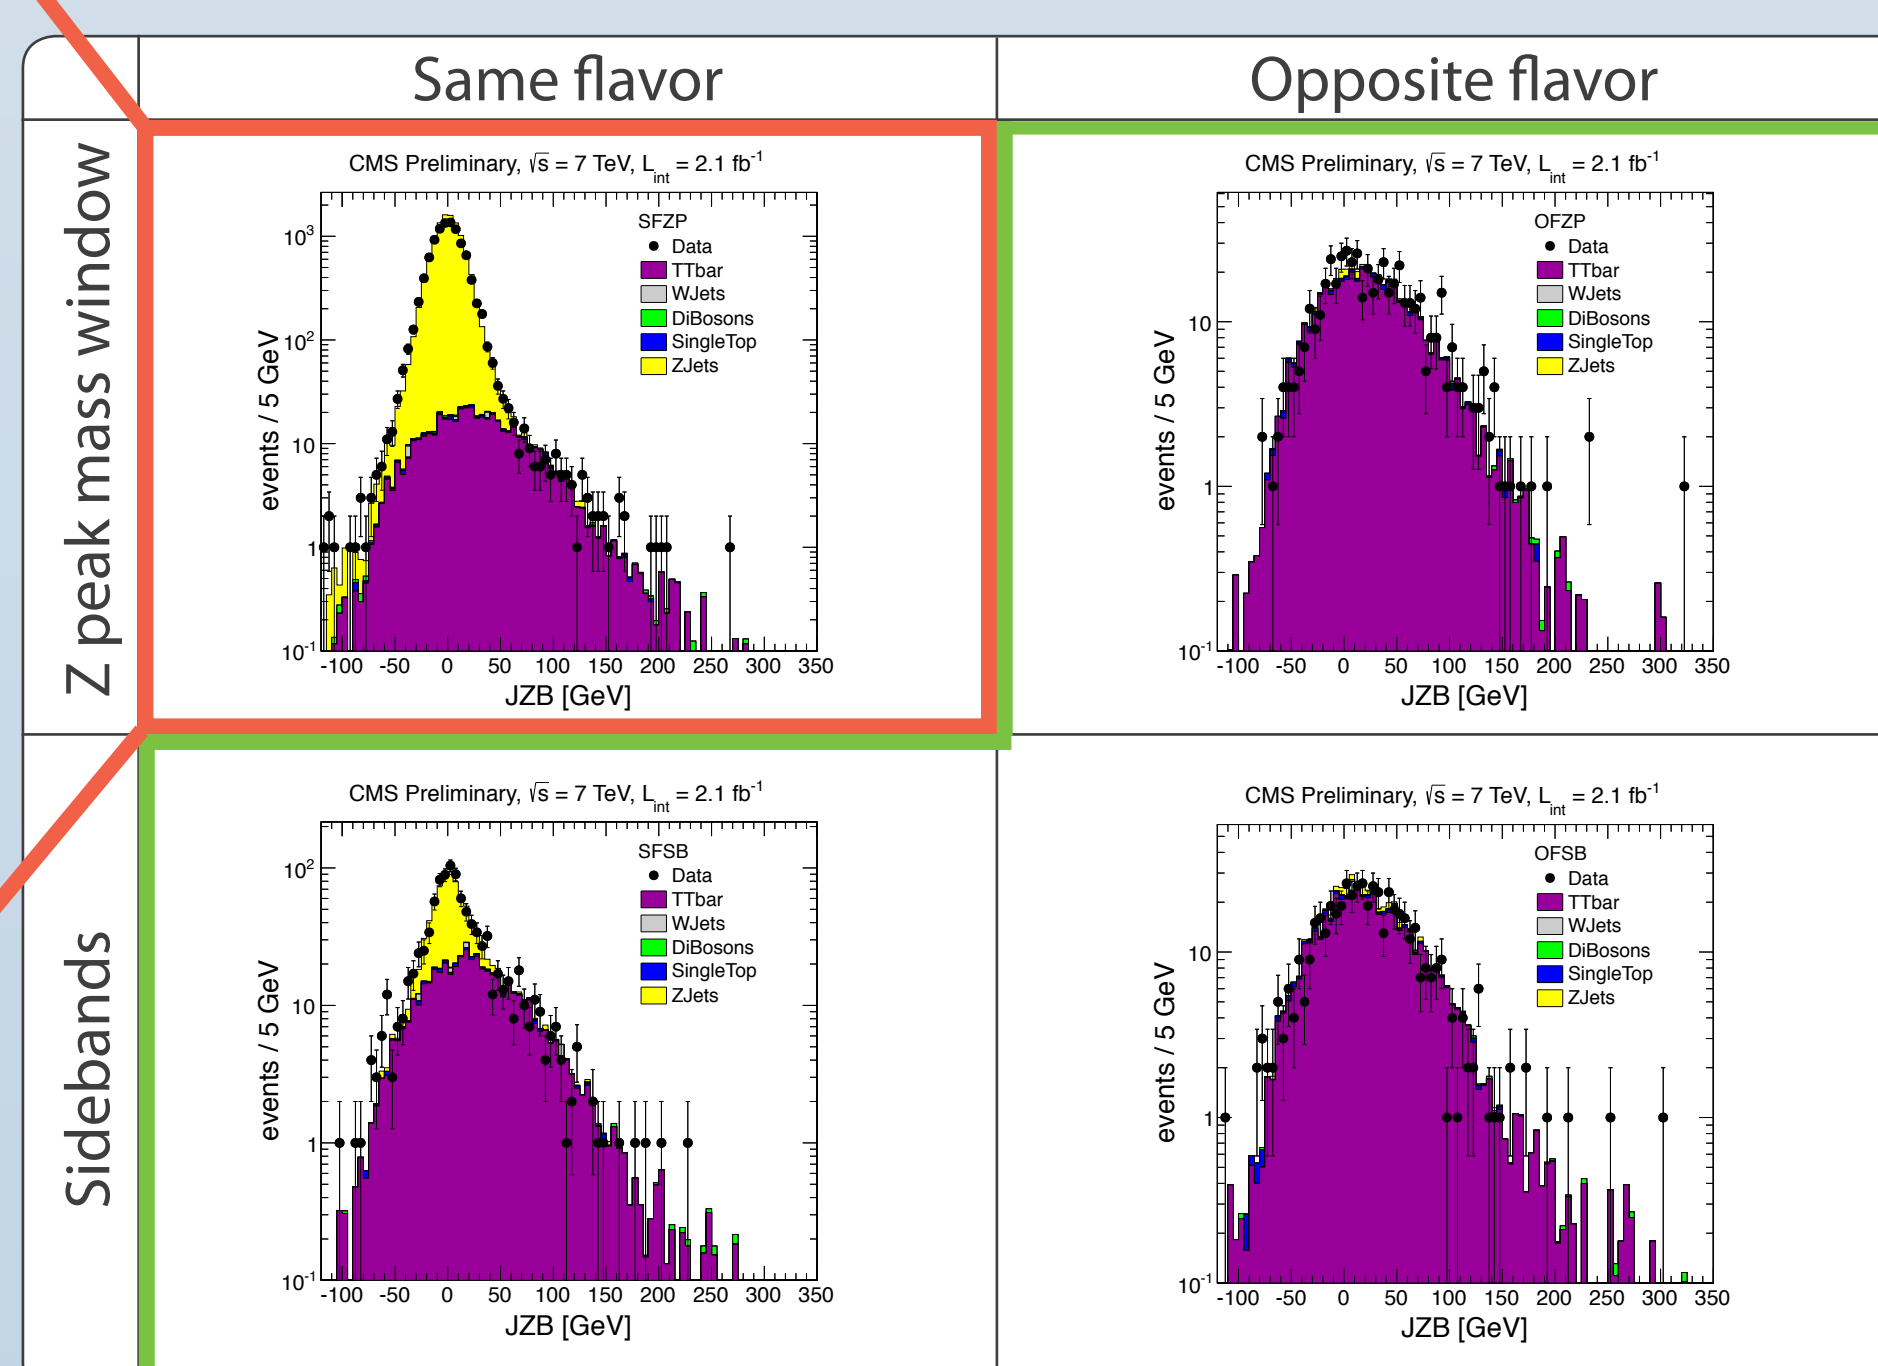 Same flavor
Opposite flavor
Z peak mass window
CMS Preliminary, √s = 7 TeV, L_int = 2.1 fb⁻¹
SFZP
Data
TTbar
WJets
DiBosons
SingleTop
ZJets
events / 5 GeV
10³
10²
10
1
10⁻¹
-100 -50 0 50 100 150 200 250 300 350
JZB [GeV]
CMS Preliminary, √s = 7 TeV, L_int = 2.1 fb⁻¹
OFZP
Data
TTbar
WJets
DiBosons
SingleTop
ZJets
events / 5 GeV
10
1
10⁻¹
-100 -50 0 50 100 150 200 250 300 350
JZB [GeV]
Sidebands
CMS Preliminary, √s = 7 TeV, L_int = 2.1 fb⁻¹
SFSB
Data
TTbar
WJets
DiBosons
SingleTop
ZJets
events / 5 GeV
10²
10
1
10⁻¹
-100 -50 0 50 100 150 200 250 300 350
JZB [GeV]
CMS Preliminary, √s = 7 TeV, L_int = 2.1 fb⁻¹
OFSB
Data
TTbar
WJets
DiBosons
SingleTop
ZJets
events / 5 GeV
10
1
10⁻¹
-100 -50 0 50 100 150 200 250 300 350
JZB [GeV]